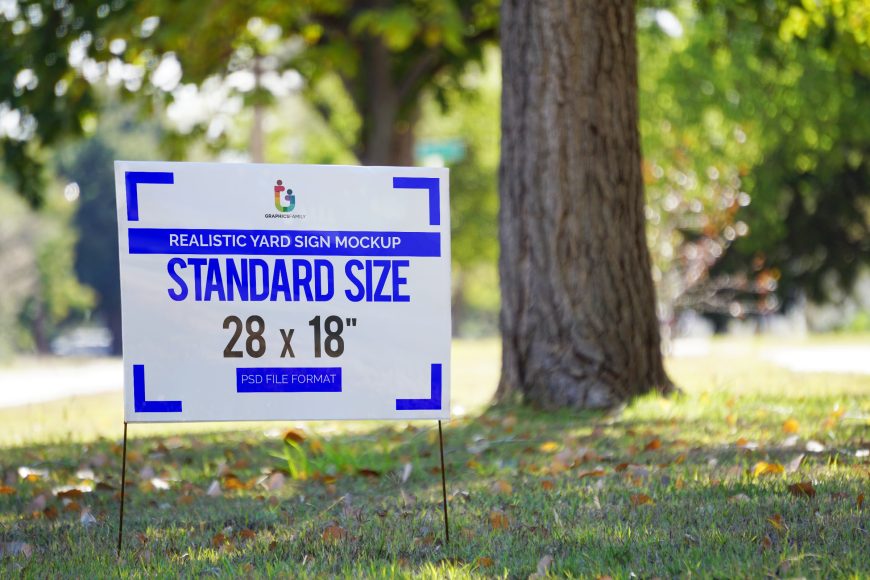 GRAPHICSFAMILY
REALISTIC YARD SIGN MOCKUP
STANDARD SIZE
28 x 18"
PSD FILE FORMAT